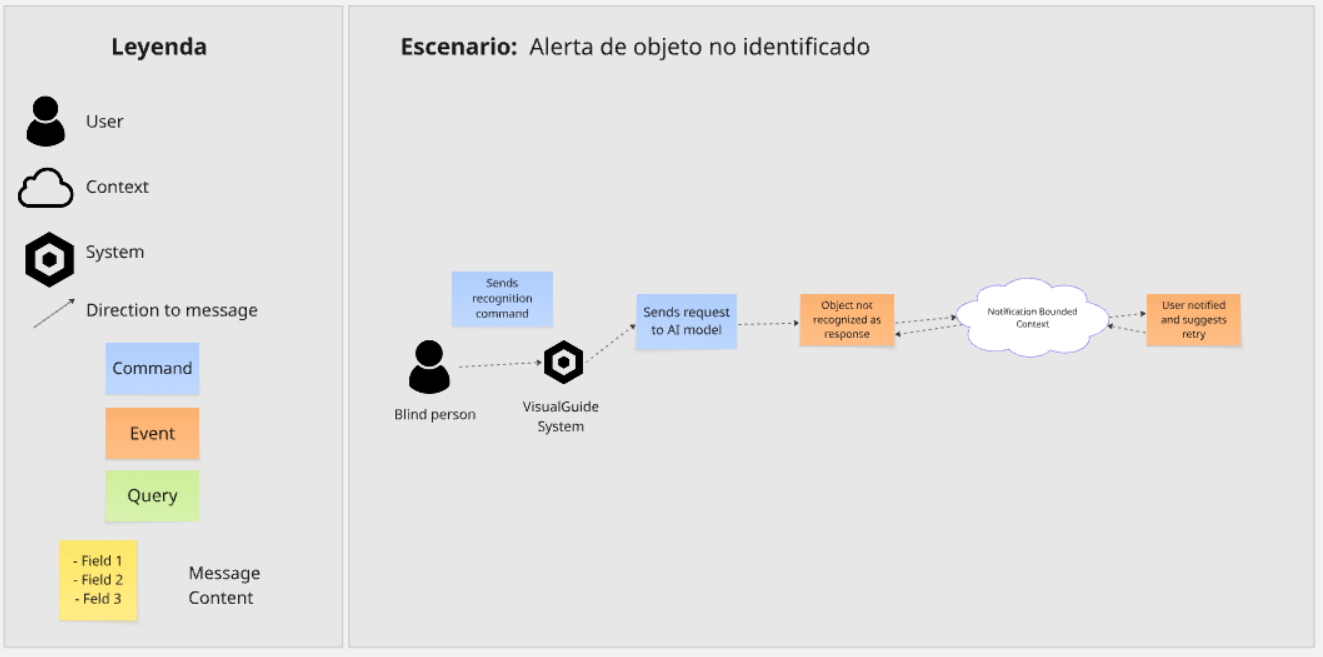 Leyenda
User
Context
System
Direction to message
Command
Event
Query
- Field 1
- Field 2
- Feld 3
Message
Content
Escenario: Alerta de objeto no identificado
Sends
recognition
command
Blind person
VisualGuide
System
Sends request
to AI model
Object not
recognized as
response
Notification Bounded
Context
User notified
and suggests
retry